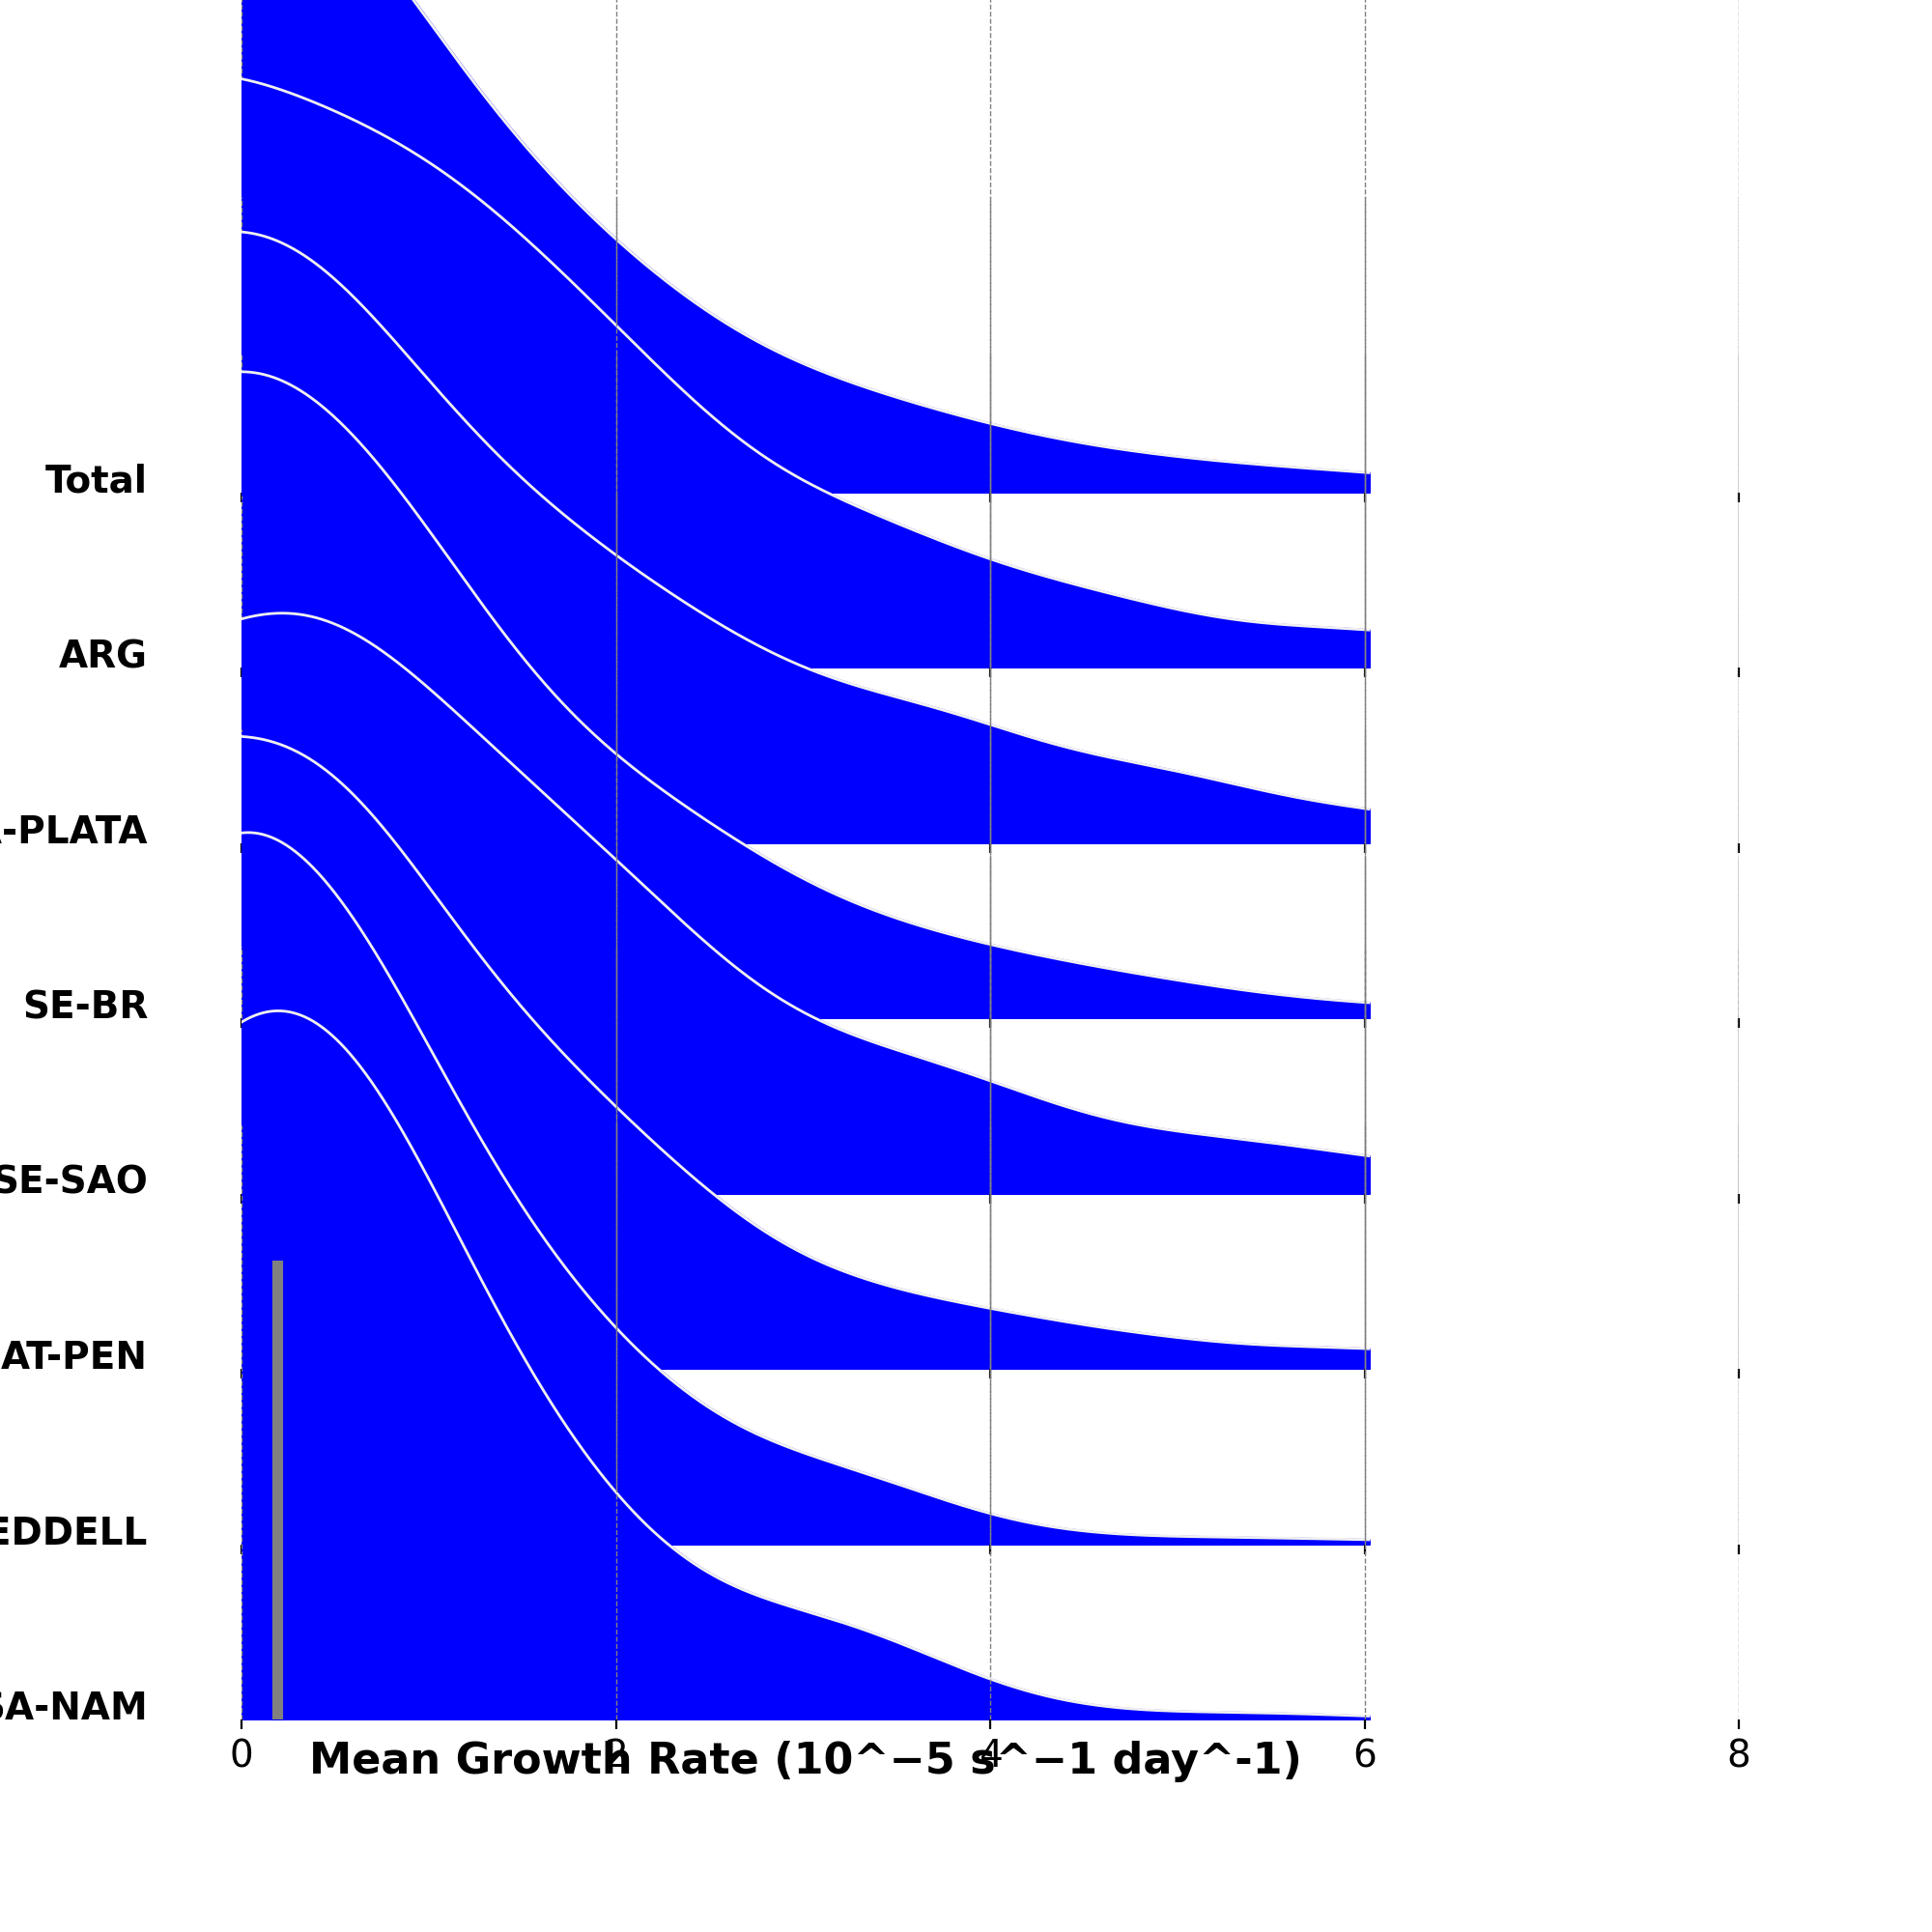 Total
ARG
-PLATA
SE-BR
SE-SAO
AT-PEN
EDDELL
SA-NAM
0 2 4 6 8
Mean Growth Rate (10^−5 s^−1 day^-1)